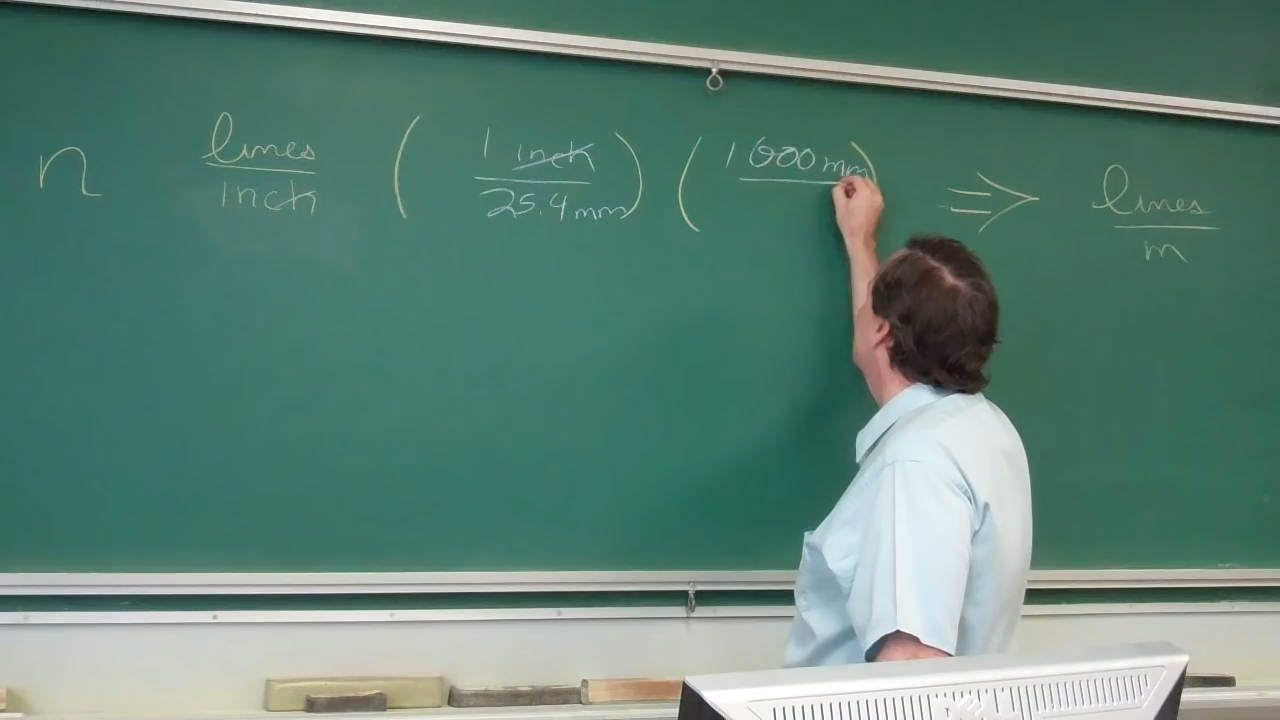 n lines/inch (1 inch/25.4 mm) (1000 mm/ ) ⇒ lines/m